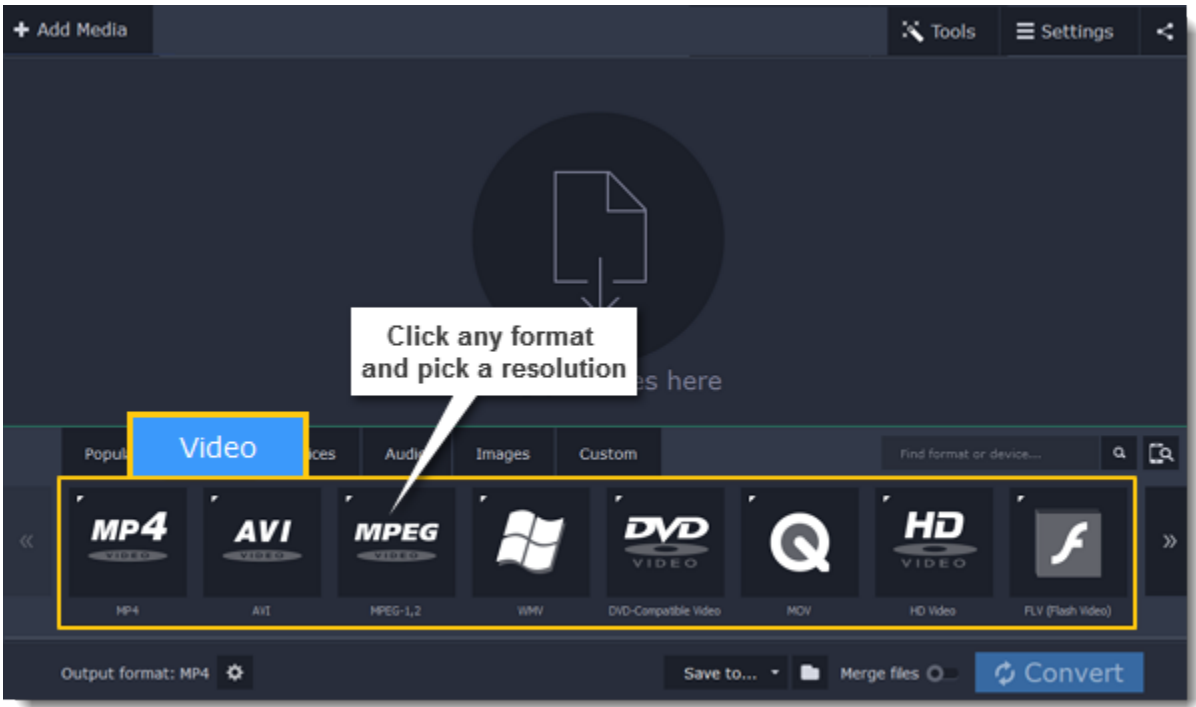 Add Media
Tools
Settings
Click any format
and pick a resolution
es here
Popul
Video
ces
Audi
Images
Custom
Find format or device...
MP4
VIDEO
AVI
VIDEO
MPEG
VIDEO
DVD
VIDEO
HD
VIDEO
MP4
AVI
MPEG-1,2
WMV
DVD-Compatible Video
MOV
HD Video
FLV (Flash Video)
Output format: MP4
Save to...
Merge files
Convert